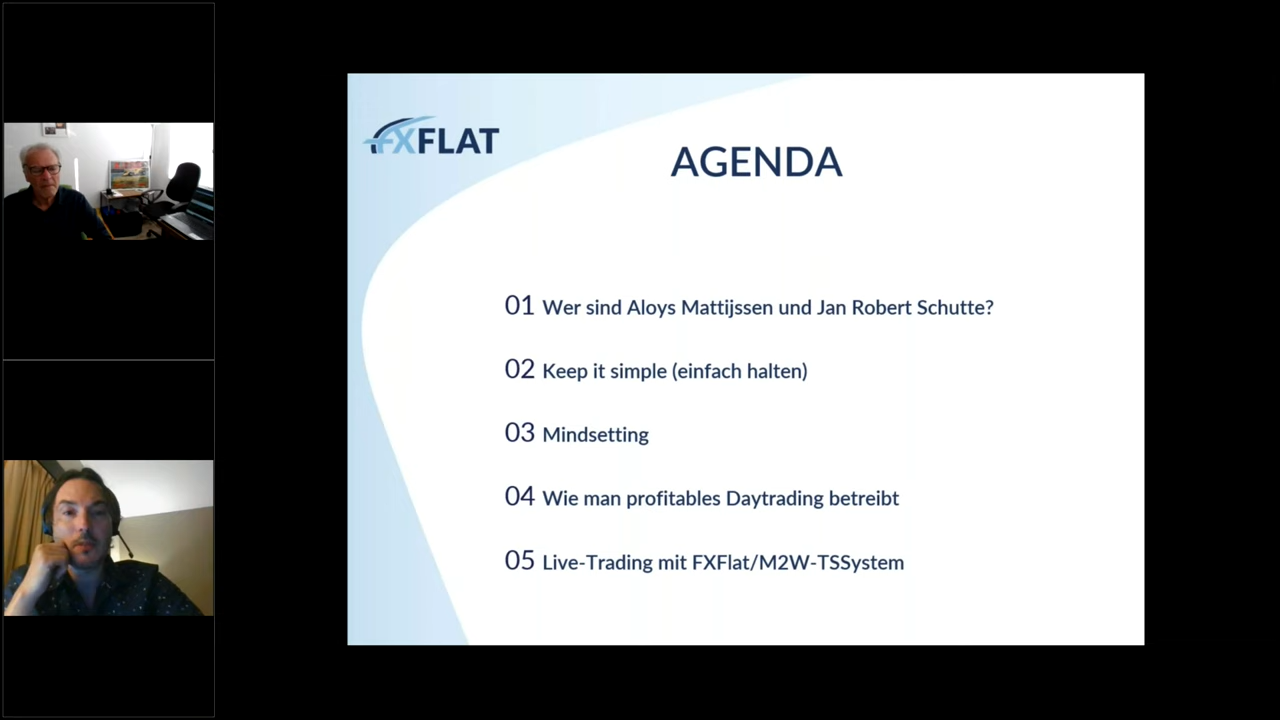 FXFLAT
AGENDA
01 Wer sind Aloys Mattijssen und Jan Robert Schutte?
02 Keep it simple (einfach halten)
03 Mindsetting
04 Wie man profitables Daytrading betreibt
05 Live-Trading mit FXFlat/M2W-TSSystem